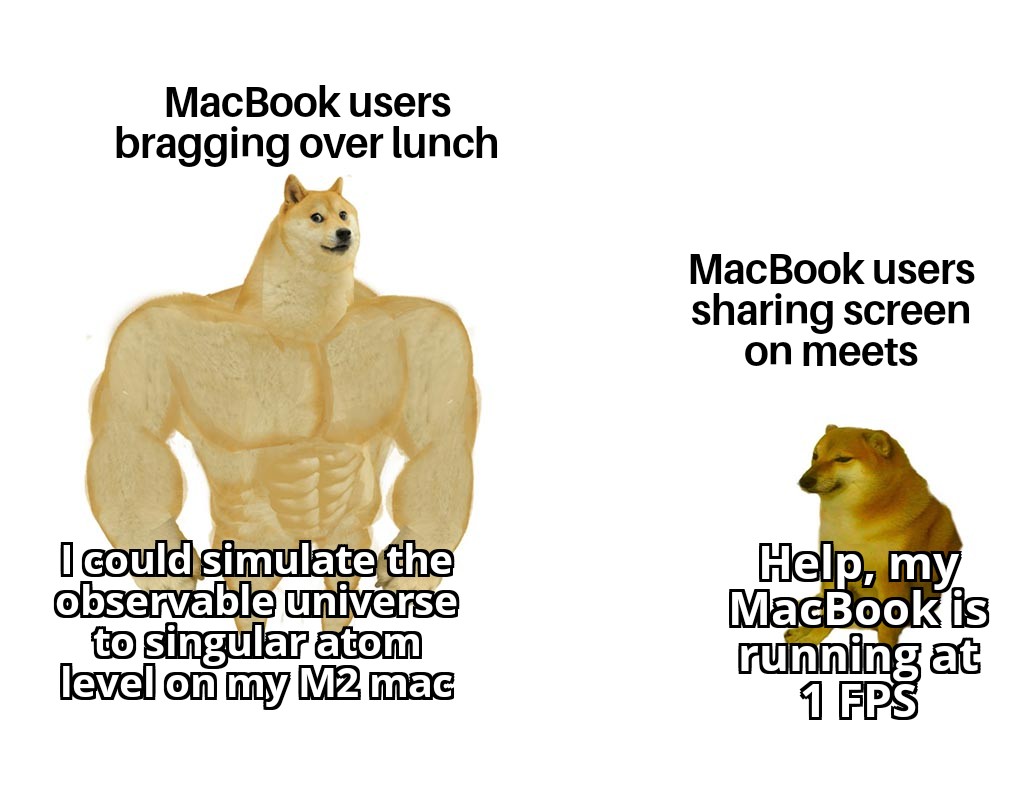 MacBook users
bragging over lunch
MacBook users
sharing screen
on meets
I could simulate the
observable universe
to singular atom
level on my M2 mac
Help, my
MacBook is
running at
1 FPS